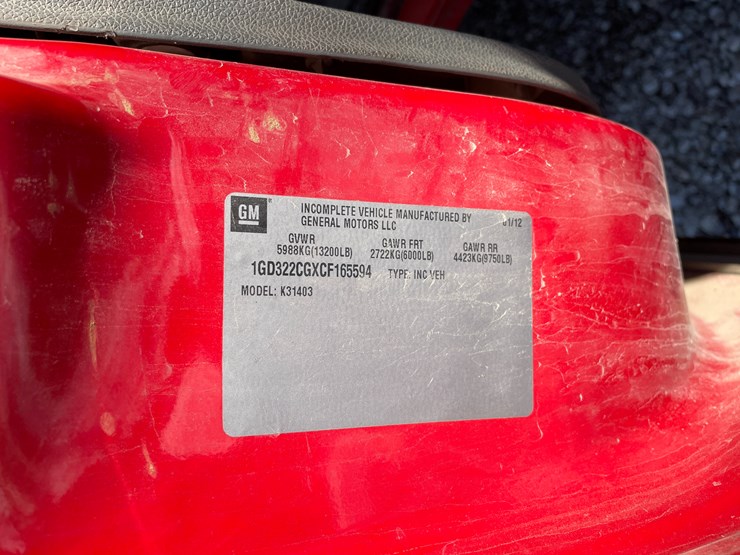 GM
INCOMPLETE VEHICLE MANUFACTURED BY 01/12
GENERAL MOTORS LLC
GVWR GAWR FRT GAWR RR
5988KG(13200LB) 2722KG(6000LB) 4423KG(9750LB)
1GD322CGXCF165594 TYPE: INC VEH
MODEL: K31403